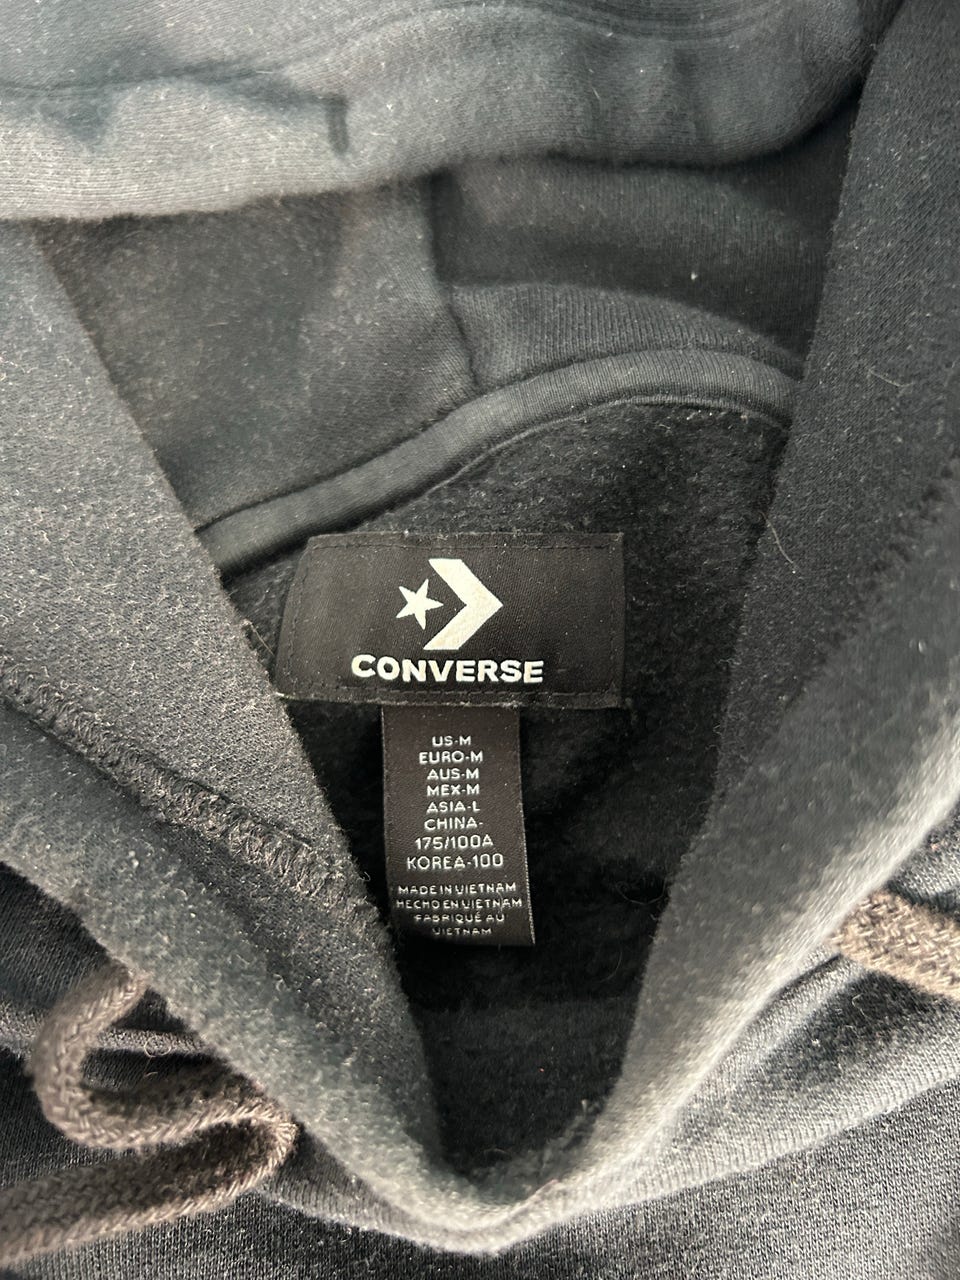 CONVERSE
US-M
EURO-M
AUS-M
MEX-M
ASIA-L
CHINA-
175/100A
KOREA-100
MADE IN VIETNAM
HECHO EN VIETNAM
FABRIQUÉ AU
VIETNAM